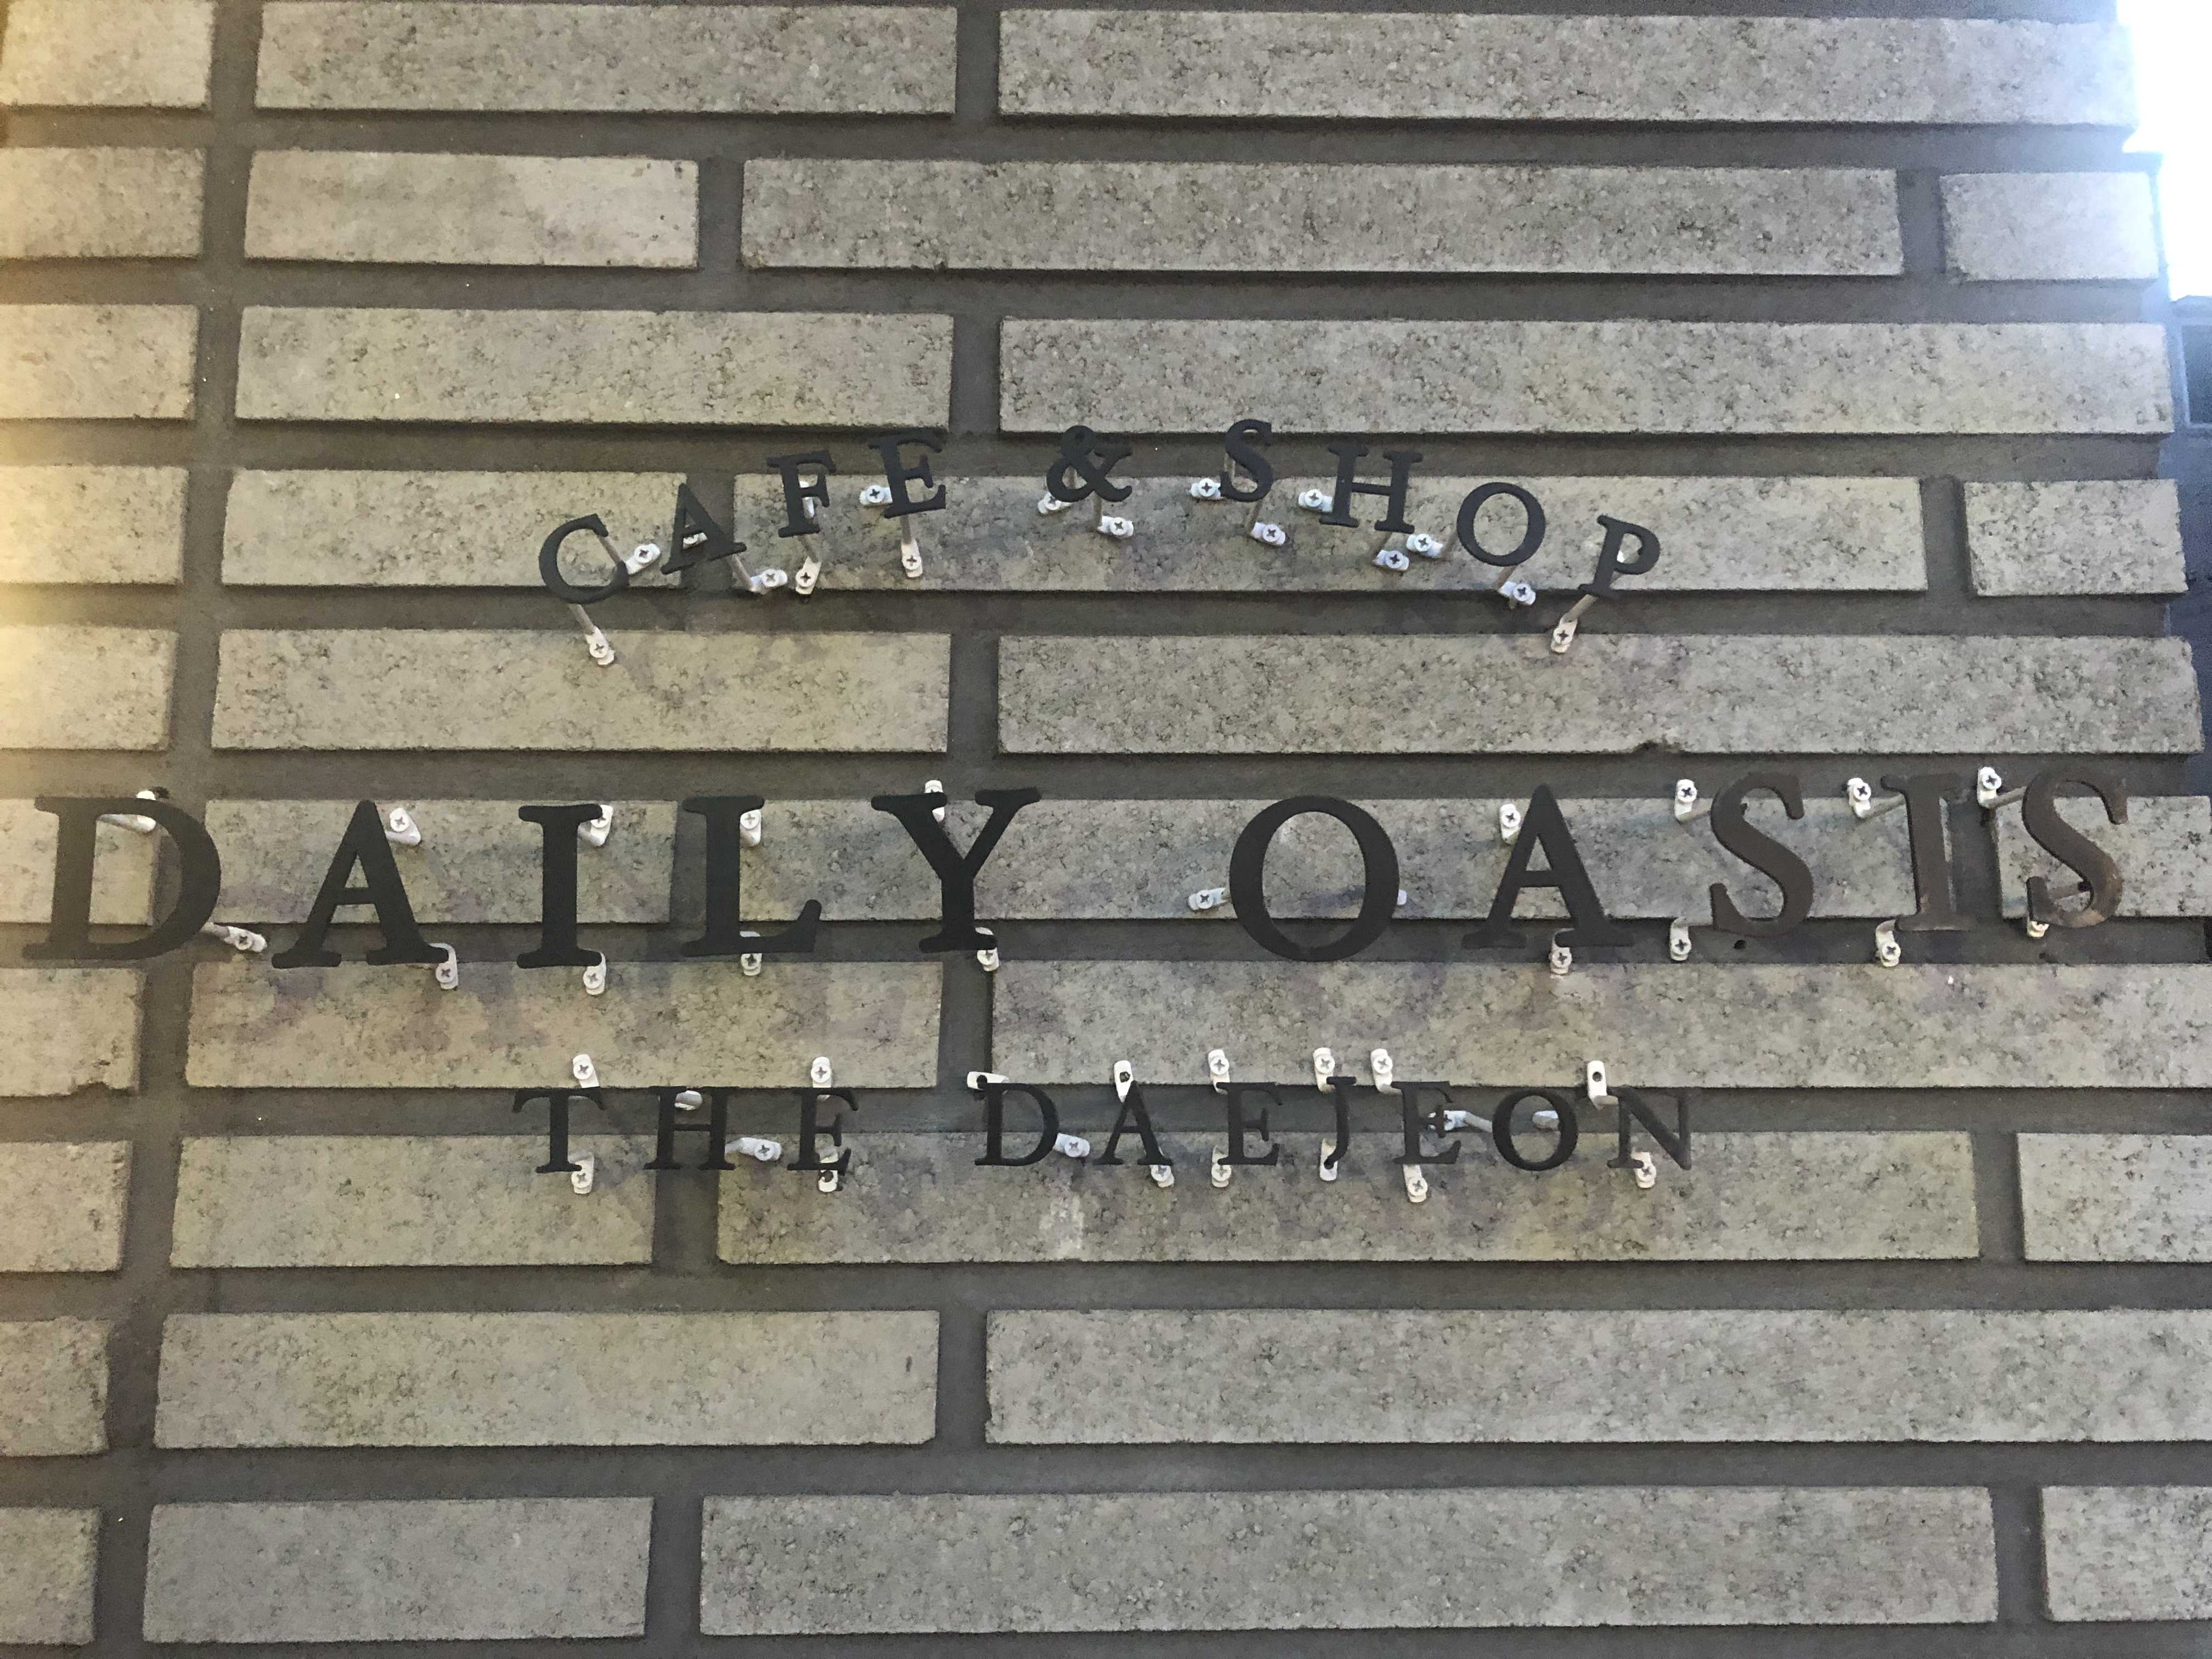 CAFE & SHOP
DAILY OASIS
THE DAEJEON